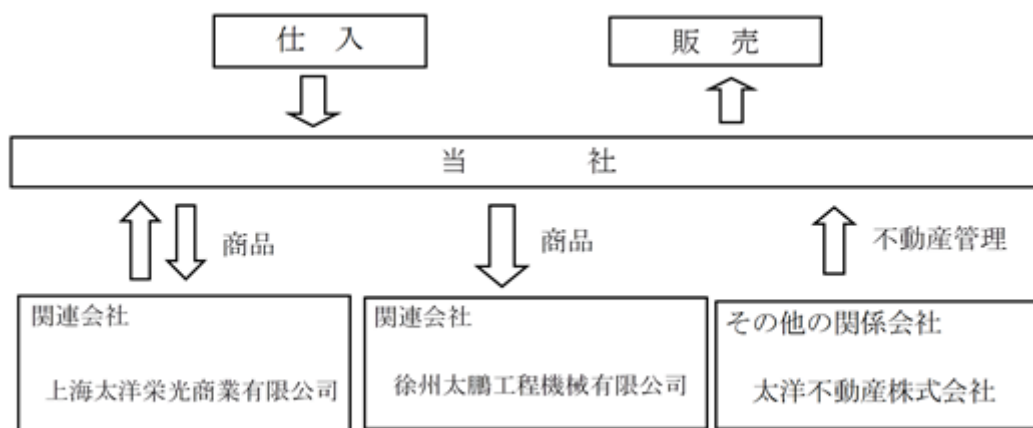 仕　入
販　売
当　　　社
商品
商品
不動産管理
関連会社
上海太洋栄光商業有限公司
関連会社
徐州太鵬工程機械有限公司
その他の関係会社
太洋不動産株式会社